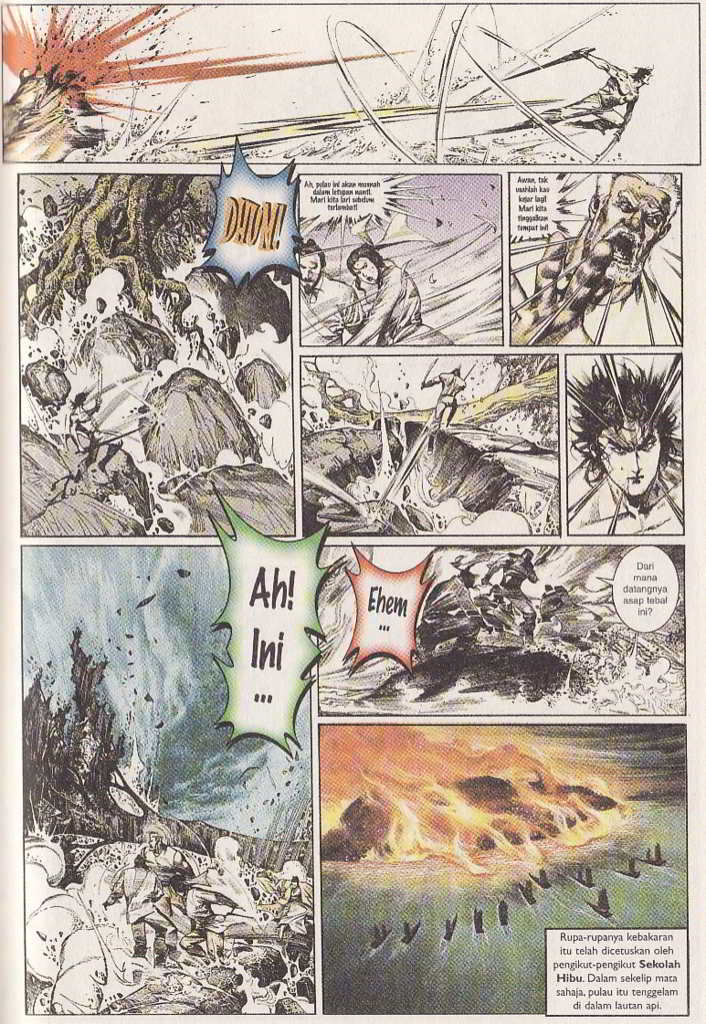 DHUM!
Ah, pulau ini akan musnah
dalam letupan nanti.
Mari kita lari sebelum
terlambat!
Awan, tak
usahlah kau
kejar lagi!
Mari kita
tinggalkan
tempat ini!
Ah!
Ini
...
Ehem
...
Dari
mana
datangnya
asap tebal
ini?
Rupa-rupanya kebakaran
itu telah dicetuskan oleh
pengikut-pengikut Sekolah
Hibu. Dalam sekelip mata
sahaja, pulau itu tenggelam
di dalam lautan api.